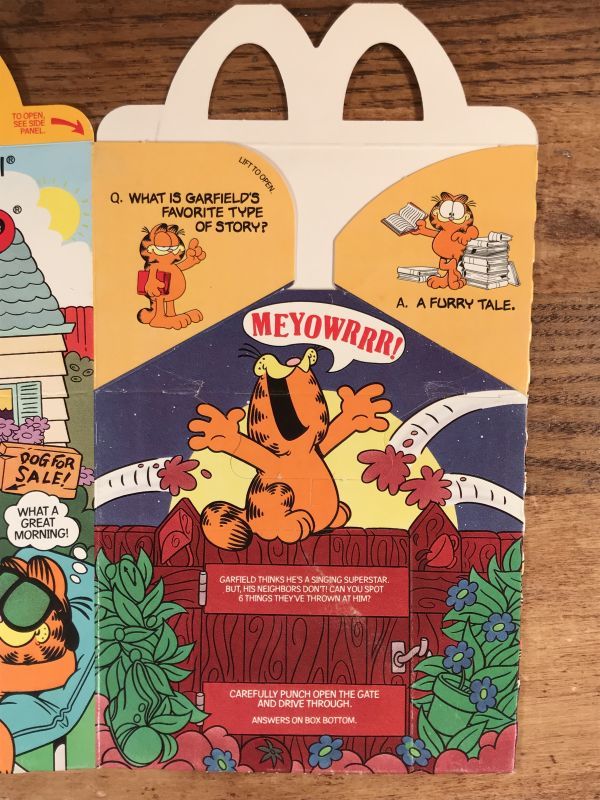 TO OPEN,
SEE SIDE
PANEL.
®
®
LIFT TO OPEN.
Q. WHAT IS GARFIELD'S
FAVORITE TYPE
OF STORY?
A. A FURRY TALE.
MEYOWRRR!
DOG FOR
SALE!
WHAT A
GREAT
MORNING!
GARFIELD THINKS HE'S A SINGING SUPERSTAR.
BUT, HIS NEIGHBORS DON'T! CAN YOU SPOT
6 THINGS THEY'VE THROWN AT HIM?
CAREFULLY PUNCH OPEN THE GATE
AND DRIVE THROUGH.
ANSWERS ON BOX BOTTOM.